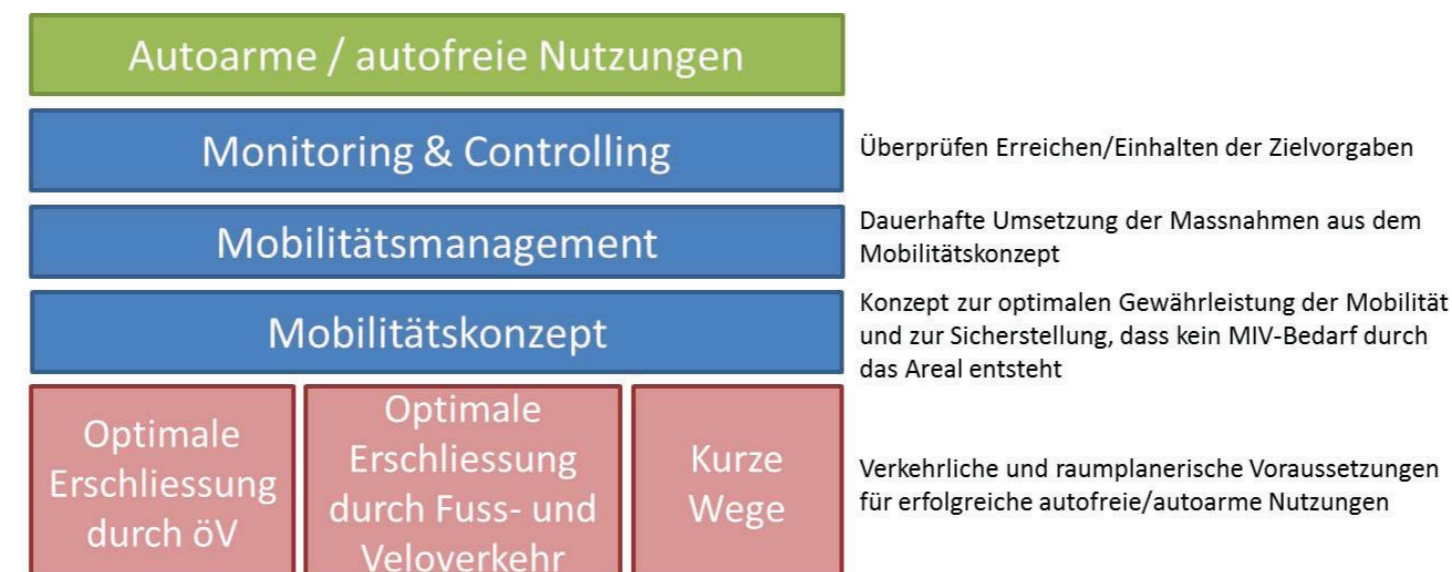 Autoarme / autofreie Nutzungen
Monitoring & Controlling
Überprüfen Erreichen/Einhalten der Zielvorgaben
Mobilitätsmanagement
Dauerhafte Umsetzung der Massnahmen aus dem
Mobilitätskonzept
Mobilitätskonzept
Konzept zur optimalen Gewährleistung der Mobilität
und zur Sicherstellung, dass kein MIV-Bedarf durch
das Areal entsteht
Optimale
Erschliessung
durch öV
Optimale
Erschliessung
durch Fuss- und
Veloverkehr
Kurze
Wege
Verkehrliche und raumplanerische Voraussetzungen
für erfolgreiche autofreie/autoarme Nutzungen